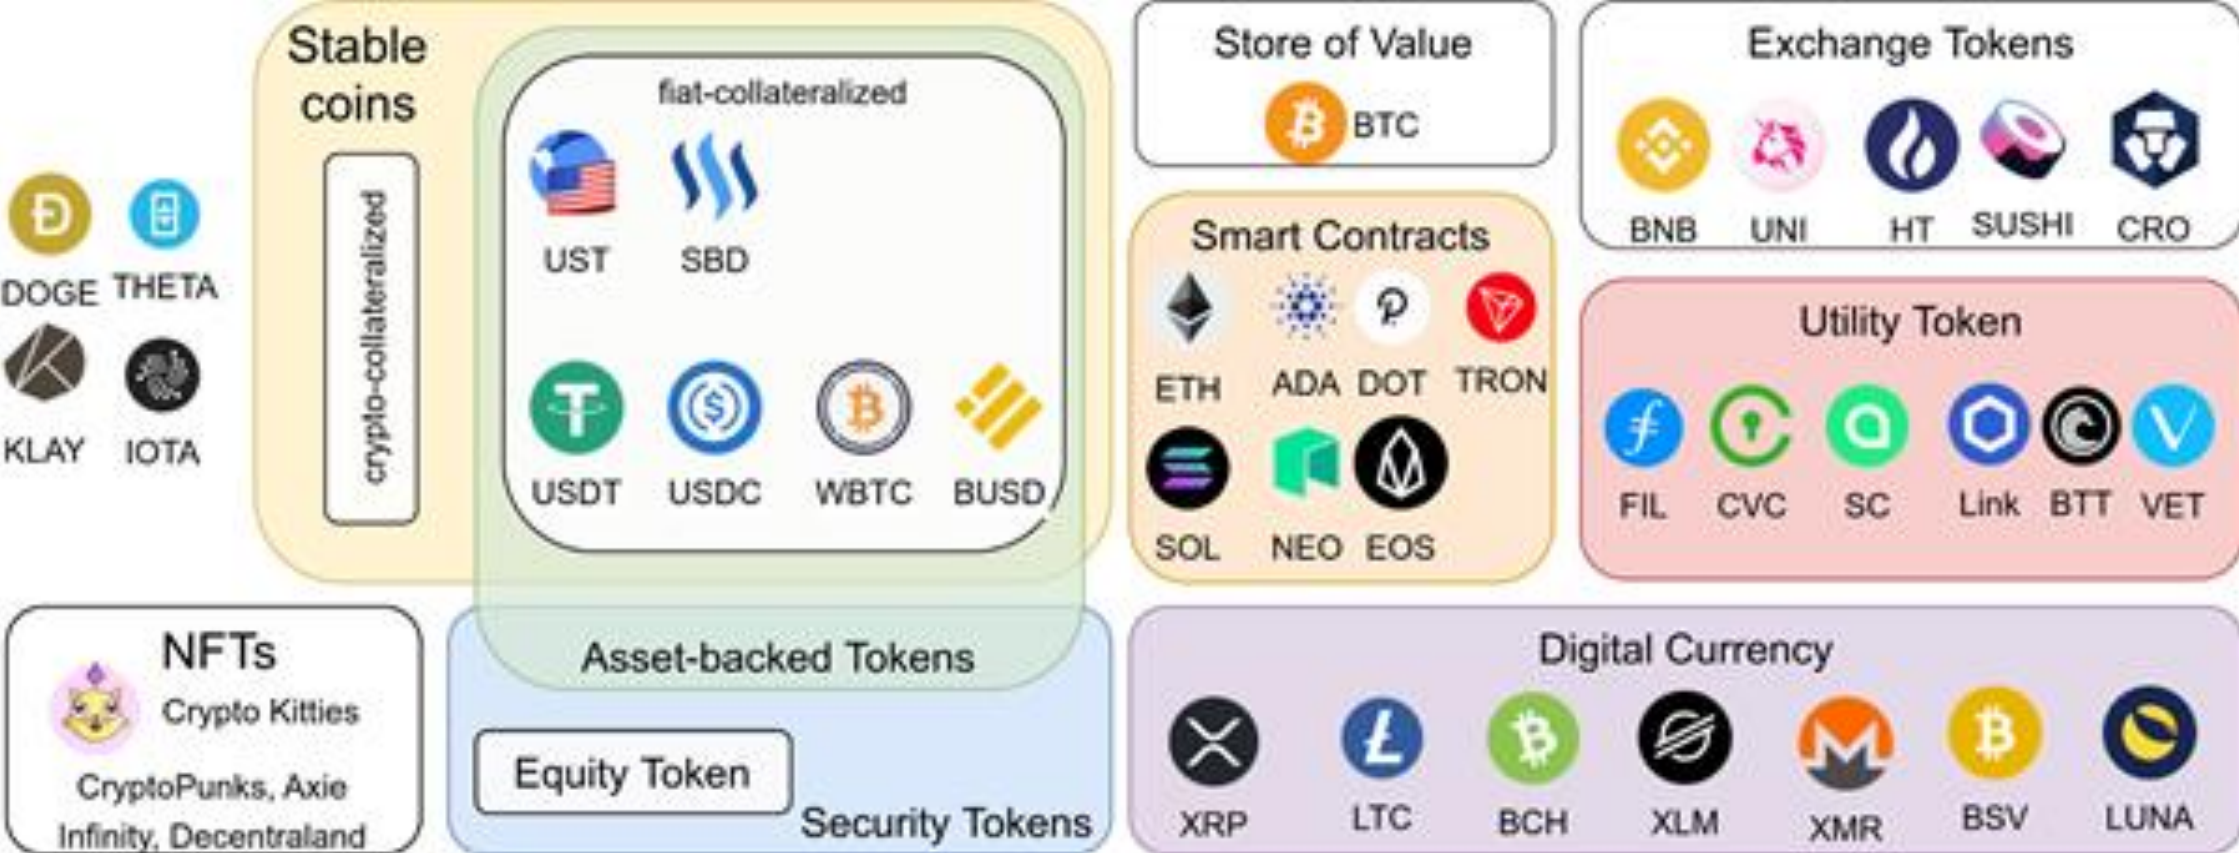 Stable
coins
crypto-collateralized
fiat-collateralized
UST SBD
USDT USDC WBTC BUSD
DOGE THETA
KLAY IOTA
Store of Value
BTC
Exchange Tokens
BNB UNI HT SUSHI CRO
Smart Contracts
ETH ADA DOT TRON
SOL NEO EOS
Utility Token
FIL CVC SC Link BTT VET
NFTs
Crypto Kitties
CryptoPunks, Axie
Infinity, Decentraland
Asset-backed Tokens
Equity Token
Security Tokens
Digital Currency
XRP LTC BCH XLM XMR BSV LUNA